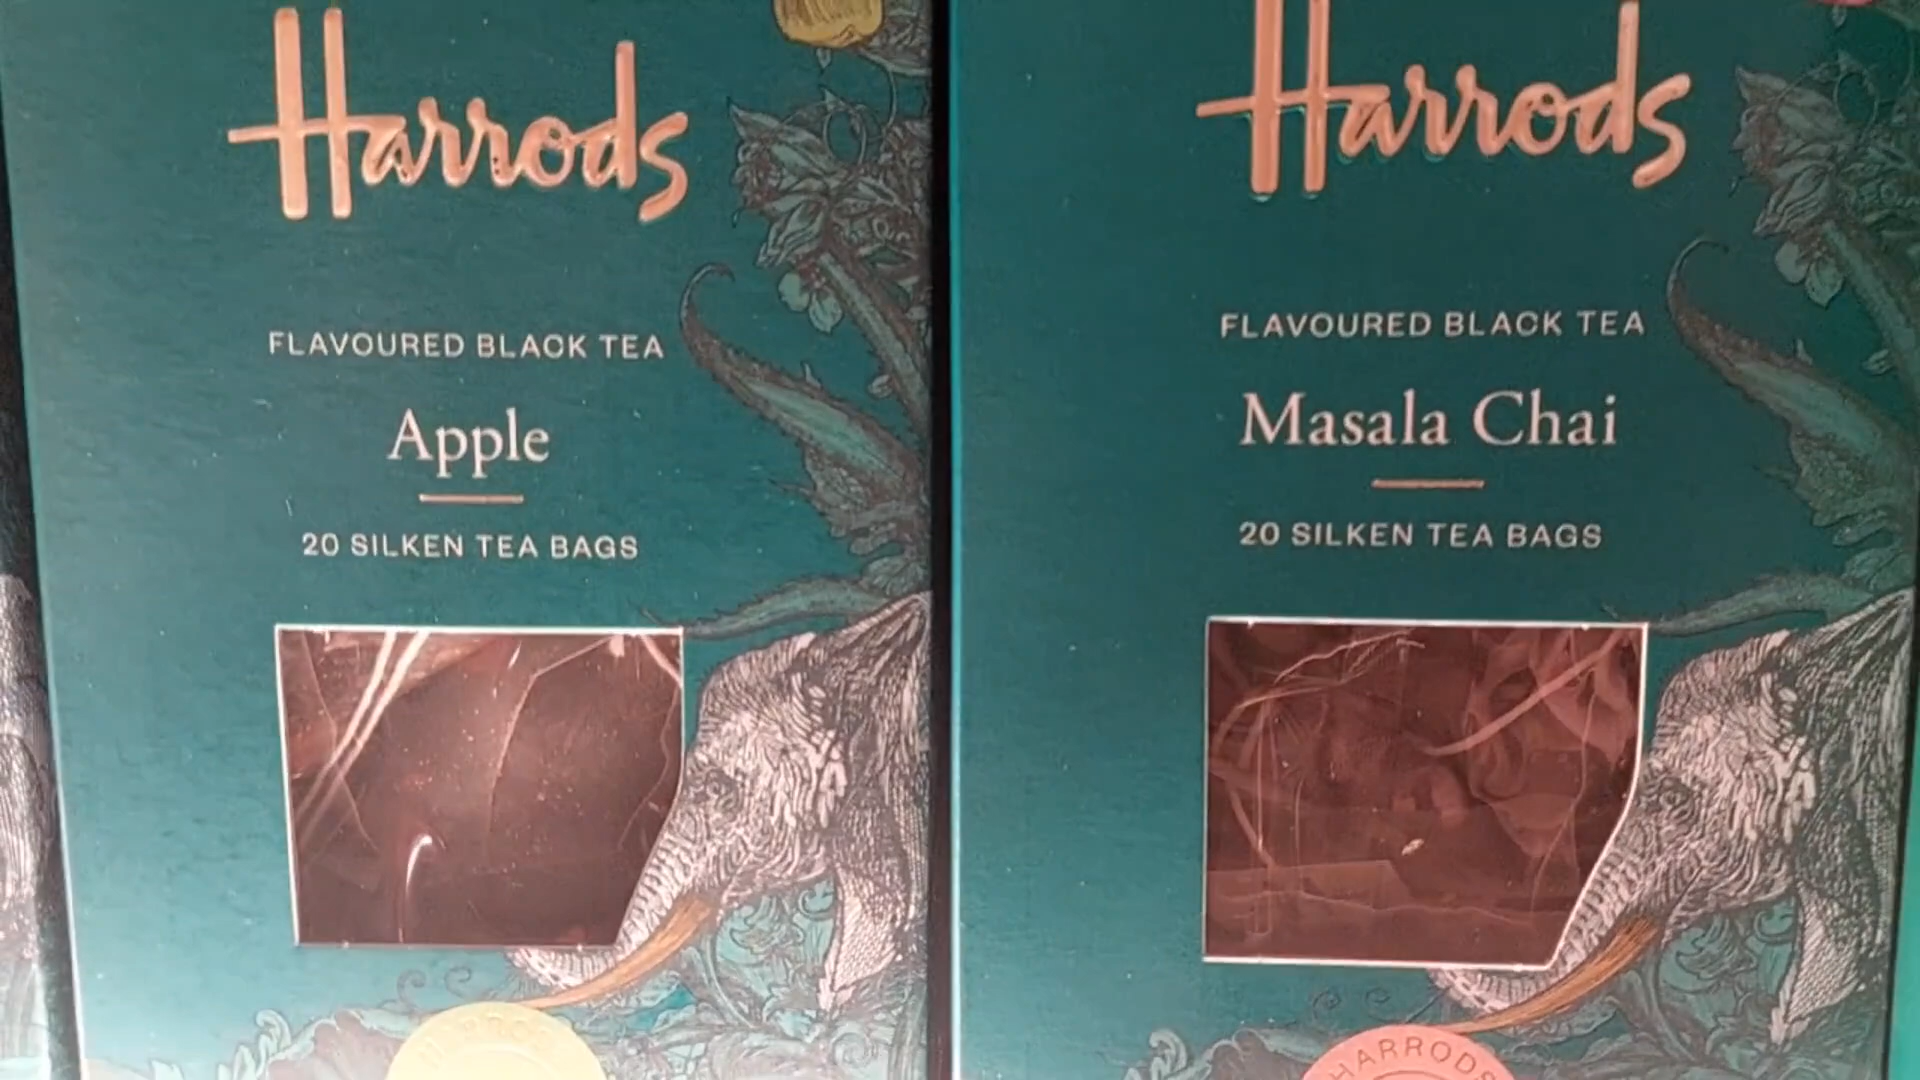 Harrods
FLAVOURED BLACK TEA
Apple
20 SILKEN TEA BAGS
Harrods
FLAVOURED BLACK TEA
Masala Chai
20 SILKEN TEA BAGS
HARRODS